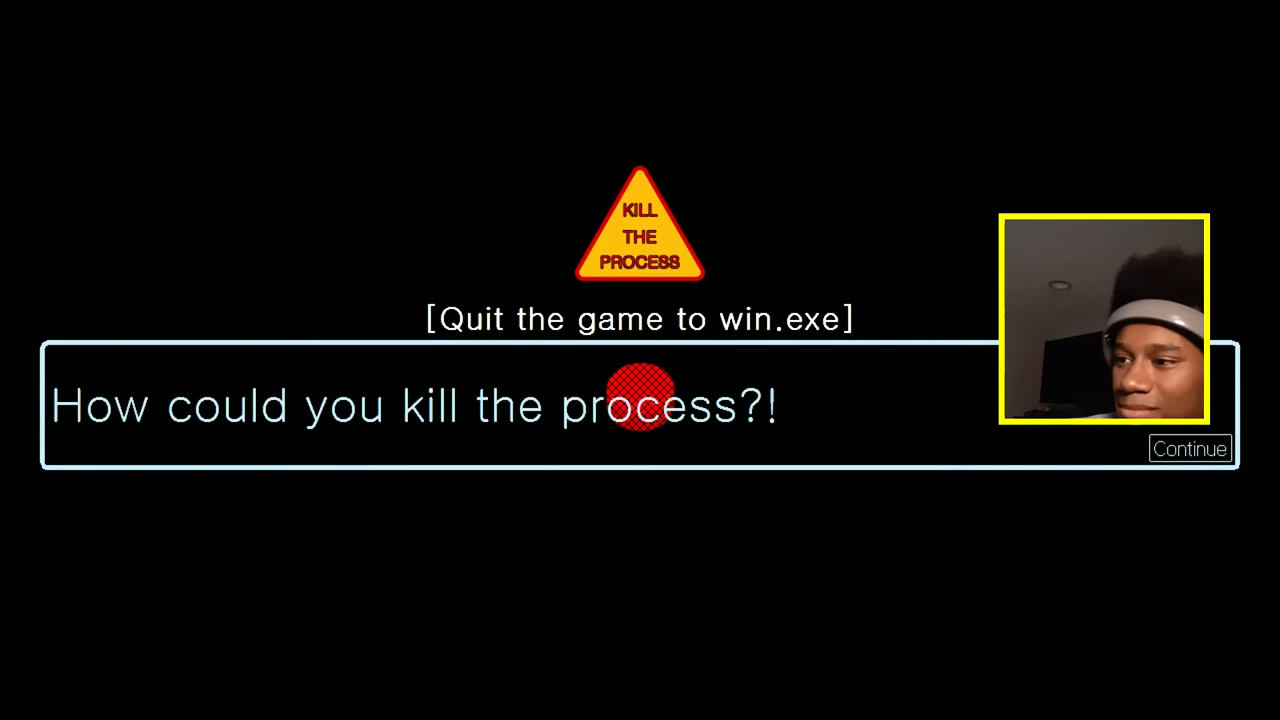 KILL
THE
PROCESS
[Quit the game to win.exe]
How could you kill the process?!
Continue